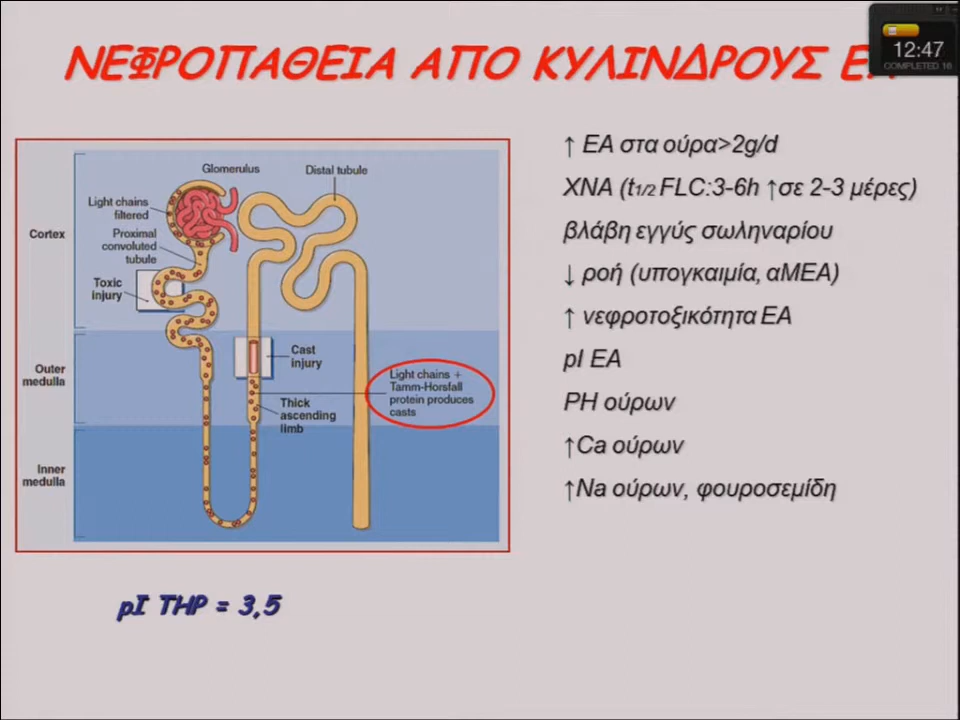 ΝΕΦΡΟΠΑΘΕΙΑ ΑΠΟ ΚΥΛΙΝΔΡΟΥΣ
12:47
COMPLETED 16
Glomerulus
Distal tubule
Light chains
filtered
Cortex
Proximal
convoluted
tubule
Toxic
injury
Outer
medulla
Cast
injury
Light chains +
Tamm-Horsfall
protein produces
casts
Thick
ascending
limb
Inner
medulla
pI THP = 3,5
↑ ΕΑ στα ούρα>2g/d
ΧΝΑ (t1/2 FLC:3-6h ↑σε 2-3 μέρες)
βλάβη εγγύς σωληναρίου
↓ ροή (υπογκαιμία, αΜΕΑ)
↑ νεφροτοξικότητα ΕΑ
pI ΕΑ
PH ούρων
↑Ca ούρων
↑Na ούρων, φουροσεμίδη